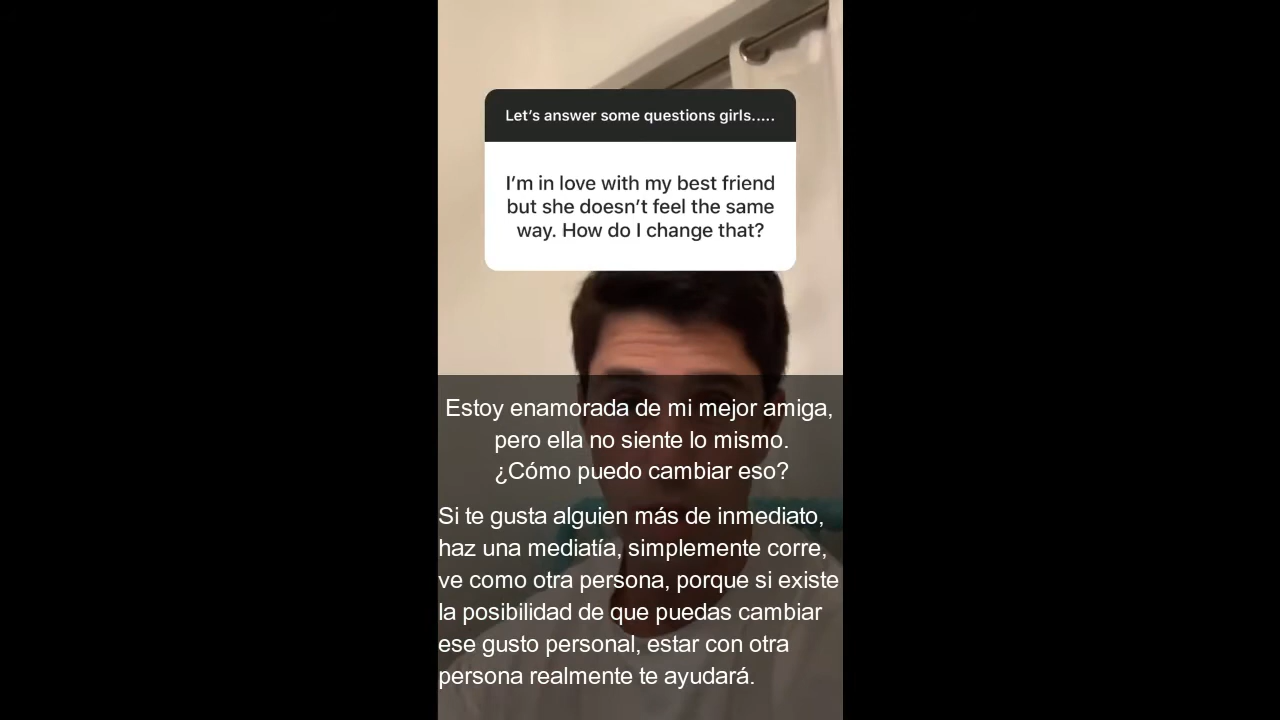 Let’s answer some questions girls.....
I’m in love with my best friend
but she doesn’t feel the same
way. How do I change that?
Estoy enamorada de mi mejor amiga,
pero ella no siente lo mismo.
¿Cómo puedo cambiar eso?
Si te gusta alguien más de inmediato,
haz una mediatía, simplemente corre,
ve como otra persona, porque si existe
la posibilidad de que puedas cambiar
ese gusto personal, estar con otra
persona realmente te ayudará.